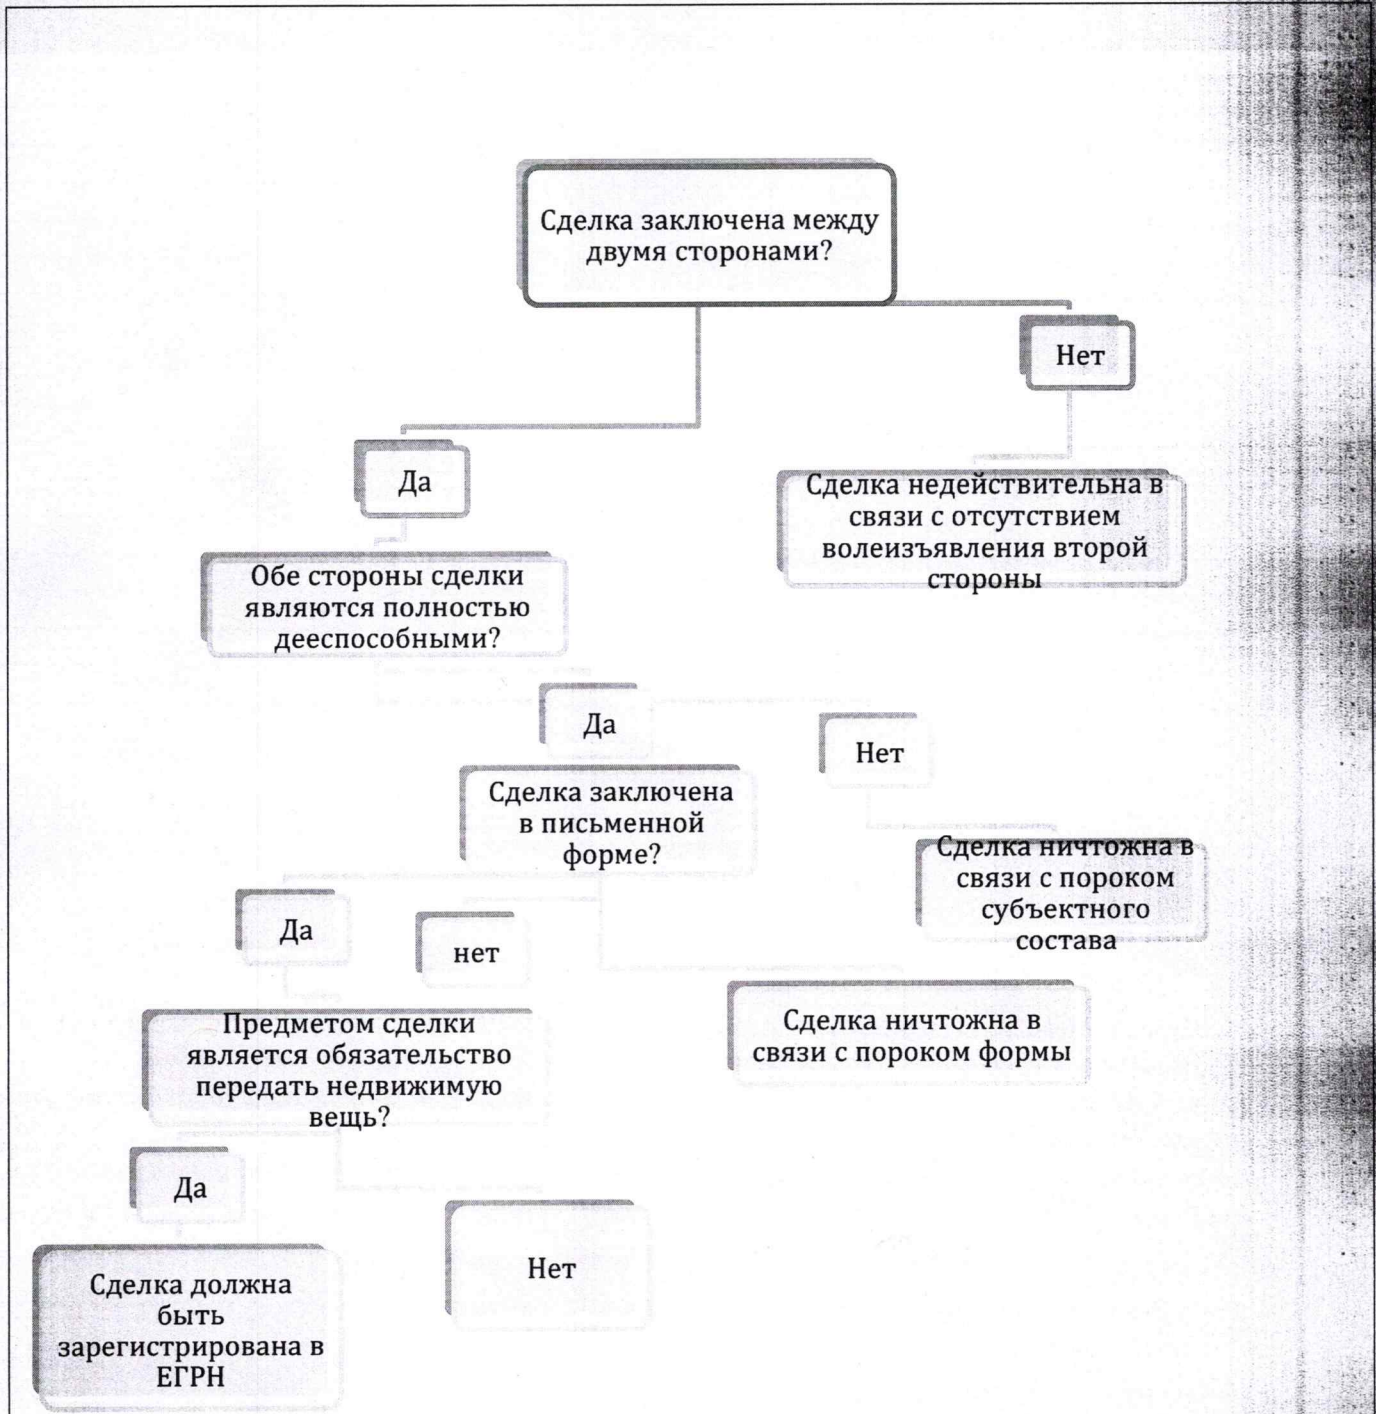 Сделка заключена между
двумя сторонами?
Нет
Да
Сделка недействительна в
связи с отсутствием
волеизъявления второй
стороны
Обе стороны сделки
являются полностью
дееспособными?
Да
Нет
Сделка заключена
в письменной
форме?
Сделка ничтожна в
связи с пороком
субъектного
состава
Да
нет
Сделка ничтожна в
связи с пороком формы
Предметом сделки
является обязательство
передать недвижимую
вещь?
Да
Нет
Сделка должна
быть
зарегистрирована в
ЕГРН